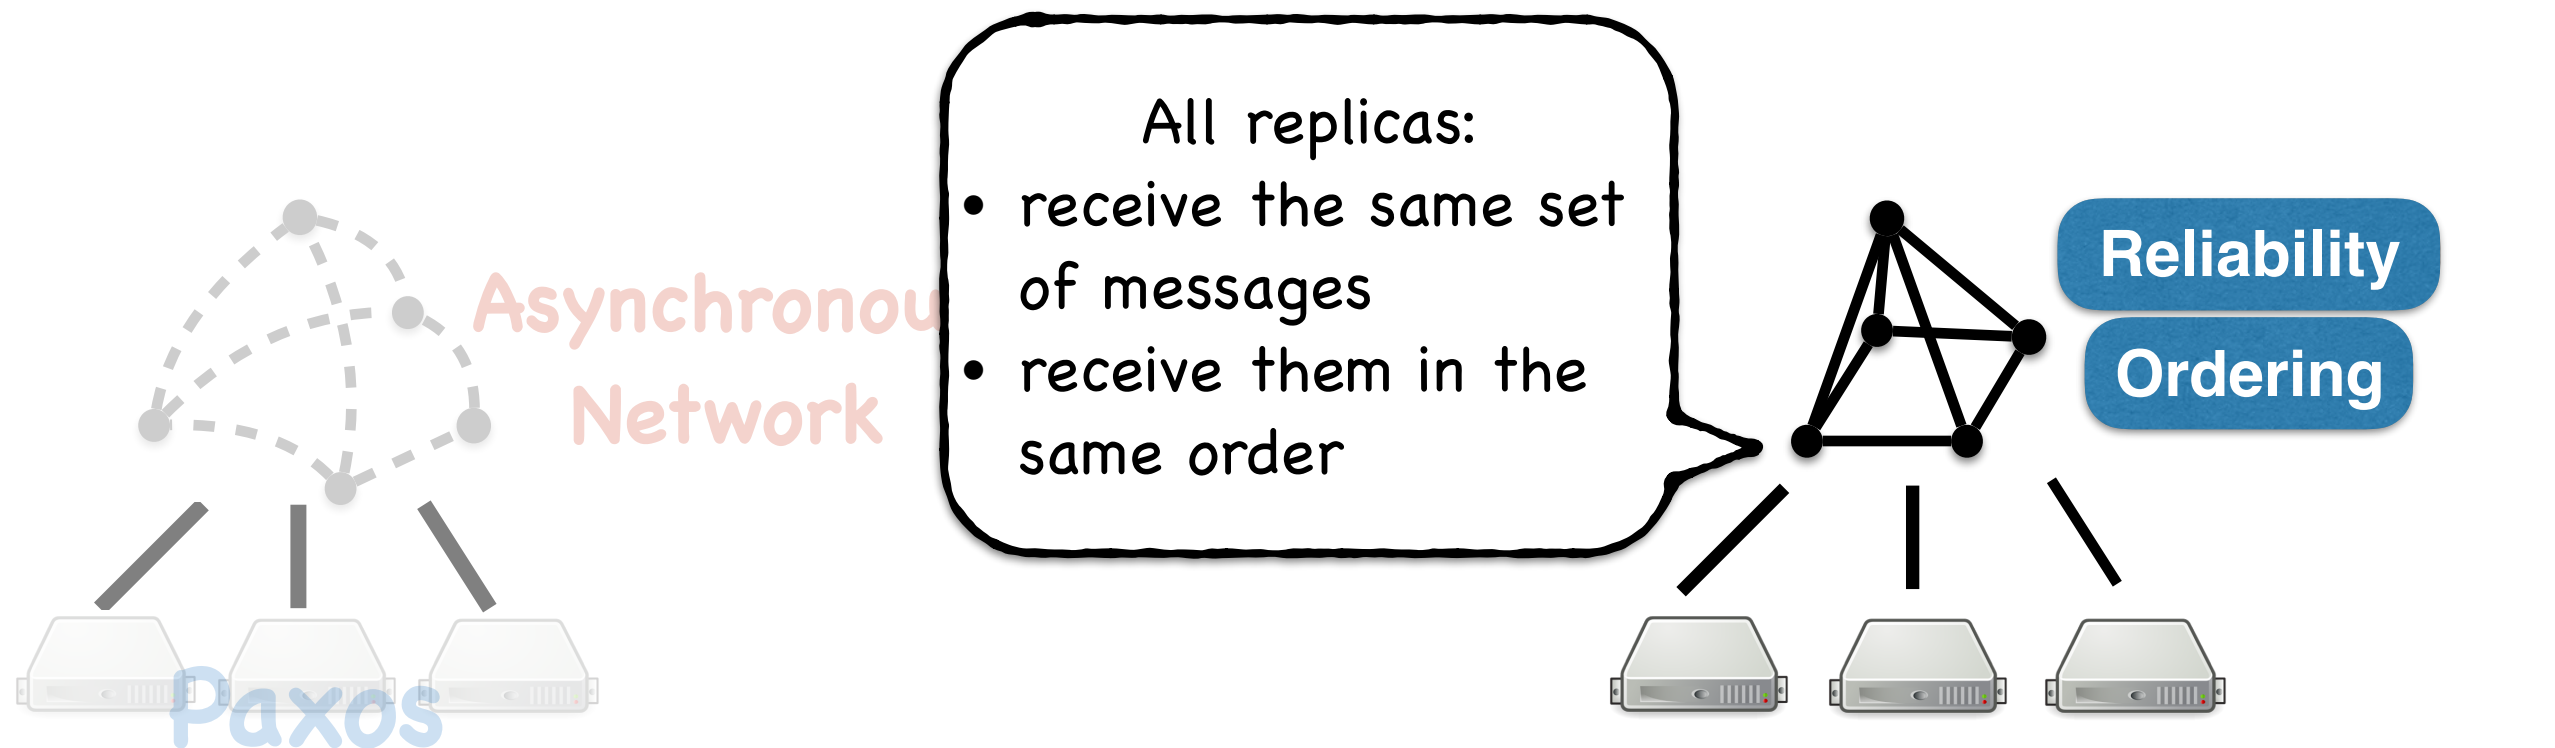 Asynchronou
Network
Paxos
All replicas:
• receive the same set
of messages
• receive them in the
same order
Reliability
Ordering